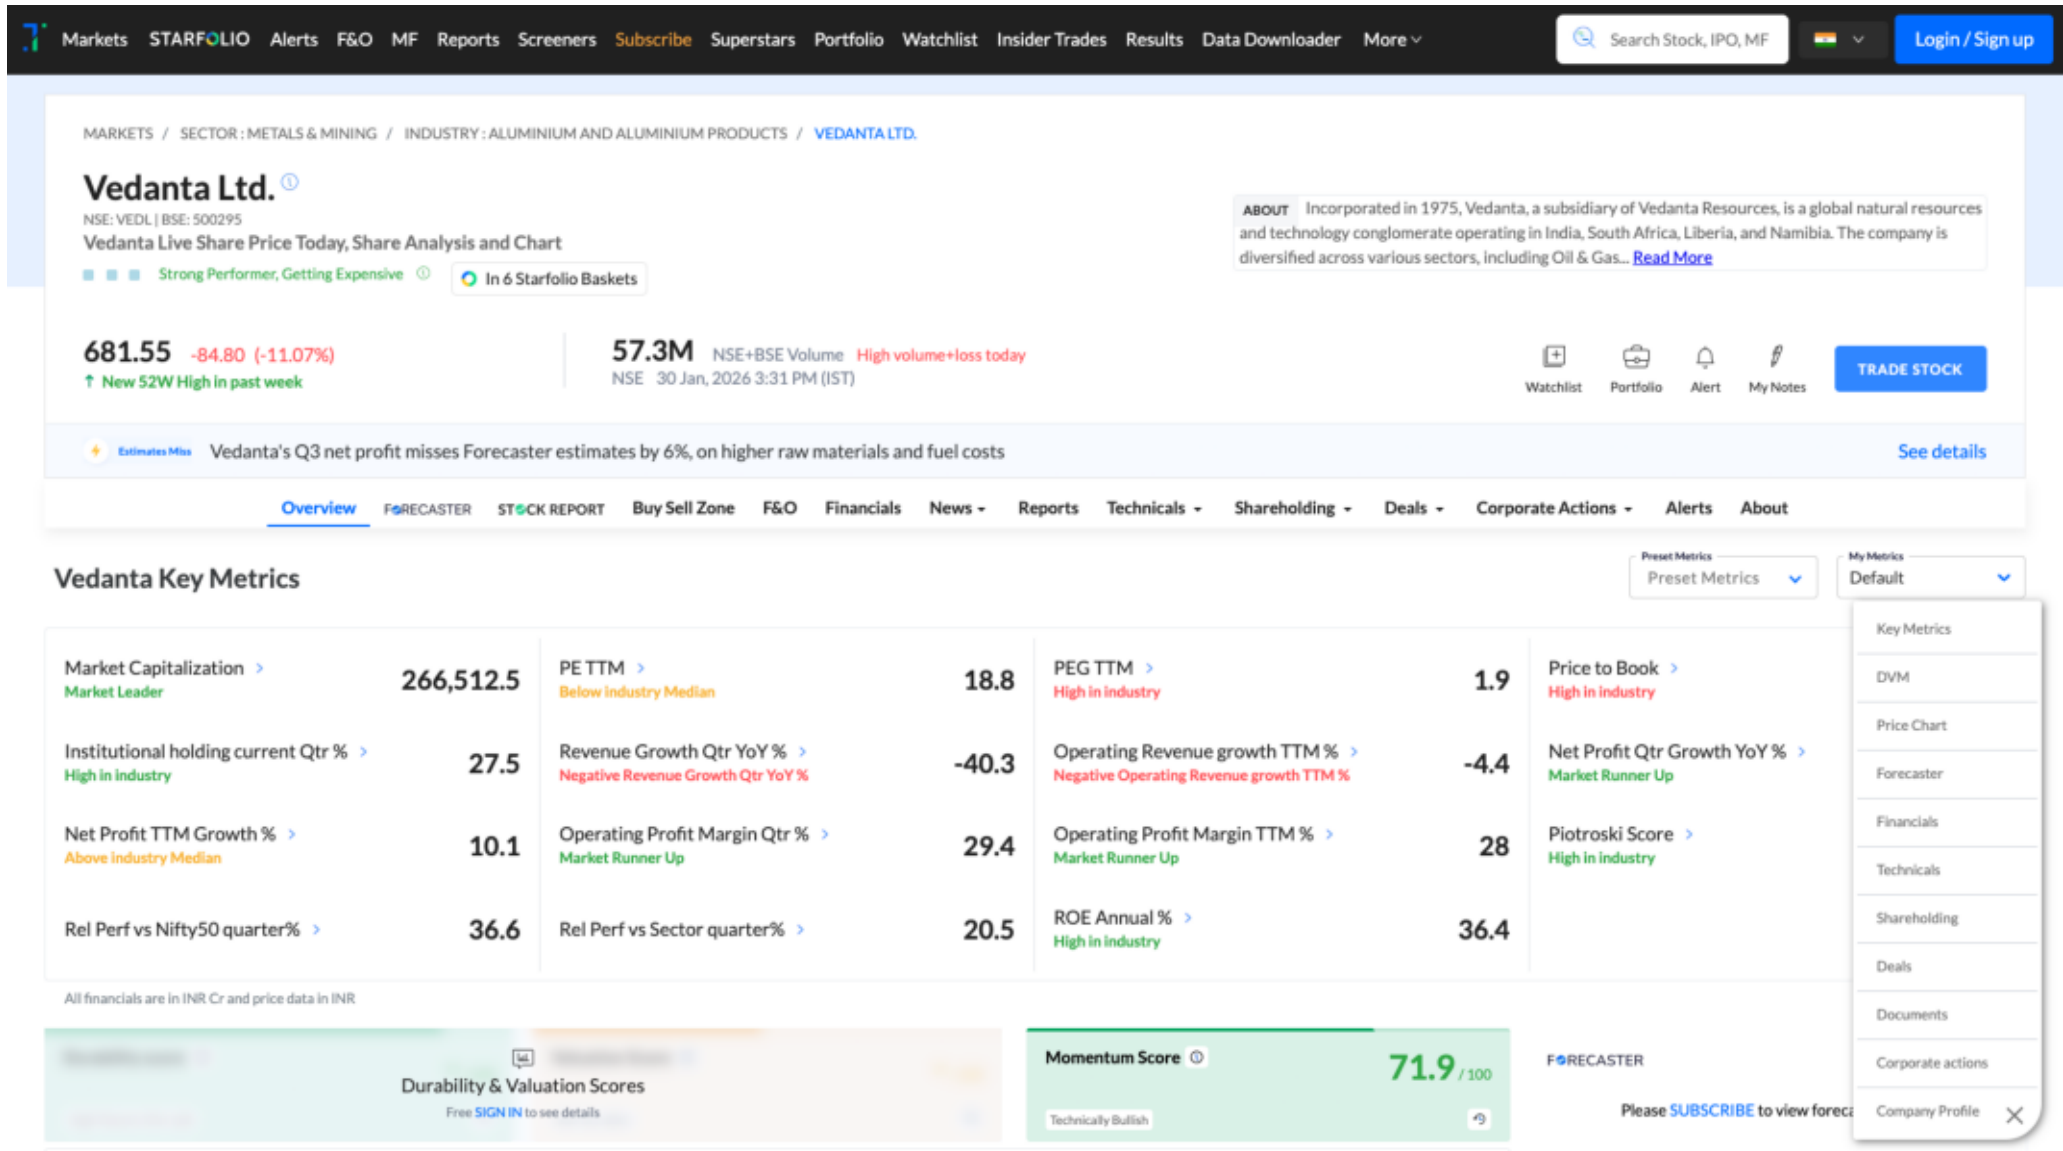 Markets STARFOLIO Alerts F&O MF Reports Screeners Subscribe Superstars Portfolio Watchlist Insider Trades Results Data Downloader More Search Stock, IPO, MF Login / Sign up
MARKETS / SECTOR : METALS & MINING / INDUSTRY : ALUMINIUM AND ALUMINIUM PRODUCTS / VEDANTA LTD.
Vedanta Ltd.
NSE: VEDL | BSE: 500295
Vedanta Live Share Price Today, Share Analysis and Chart
Strong Performer, Getting Expensive In 6 Starfolio Baskets
ABOUT Incorporated in 1975, Vedanta, a subsidiary of Vedanta Resources, is a global natural resources
and technology conglomerate operating in India, South Africa, Liberia, and Namibia. The company is
diversified across various sectors, including Oil & Gas... Read More
681.55 -84.80 (-11.07%)
New 52W High in past week
57.3M NSE+BSE Volume High volume+loss today
NSE 30 Jan, 2026 3:31 PM (IST)
Watchlist Portfolio Alert My Notes TRADE STOCK
Estimates Miss Vedanta's Q3 net profit misses Forecaster estimates by 6%, on higher raw materials and fuel costs See details
Overview FORECASTER STOCK REPORT Buy Sell Zone F&O Financials News Reports Technicals Shareholding Deals Corporate Actions Alerts About
Vedanta Key Metrics
Preset Metrics
Preset Metrics
My Metrics
Default
Market Capitalization 266,512.5
Market Leader
PE TTM 18.8
Below industry Median
PEG TTM 1.9
High in industry
Price to Book
High in industry
Institutional holding current Qtr % 27.5
High in industry
Revenue Growth Qtr YoY % -40.3
Negative Revenue Growth Qtr YoY %
Operating Revenue growth TTM % -4.4
Negative Operating Revenue growth TTM %
Net Profit Qtr Growth YoY %
Market Runner Up
Net Profit TTM Growth % 10.1
Above industry Median
Operating Profit Margin Qtr % 29.4
Market Runner Up
Operating Profit Margin TTM % 28
Market Runner Up
Piotroski Score
High in industry
Rel Perf vs Nifty50 quarter% 36.6
Rel Perf vs Sector quarter% 20.5
ROE Annual % 36.4
High in industry
Key Metrics
DVM
Price Chart
Forecaster
Financials
Technicals
Shareholding
Deals
Documents
Corporate actions
Company Profile
All financials are in INR Cr and price data in INR
Durability & Valuation Scores
Free SIGN IN to see details
Momentum Score 71.9 / 100
Technically Bullish
FORECASTER
Please SUBSCRIBE to view